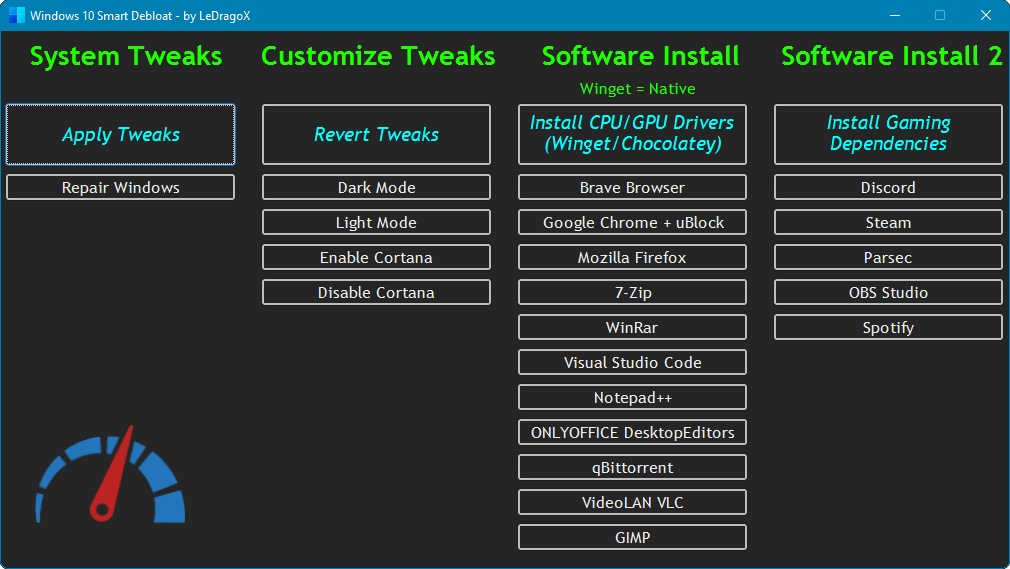 Windows 10 Smart Debloat - by LeDragoX
System Tweaks
Apply Tweaks
Repair Windows
Customize Tweaks
Revert Tweaks
Dark Mode
Light Mode
Enable Cortana
Disable Cortana
Software Install
Winget = Native
Install CPU/GPU Drivers
(Winget/Chocolatey)
Brave Browser
Google Chrome + uBlock
Mozilla Firefox
7-Zip
WinRar
Visual Studio Code
Notepad++
ONLYOFFICE DesktopEditors
qBittorrent
VideoLAN VLC
GIMP
Software Install 2
Install Gaming
Dependencies
Discord
Steam
Parsec
OBS Studio
Spotify